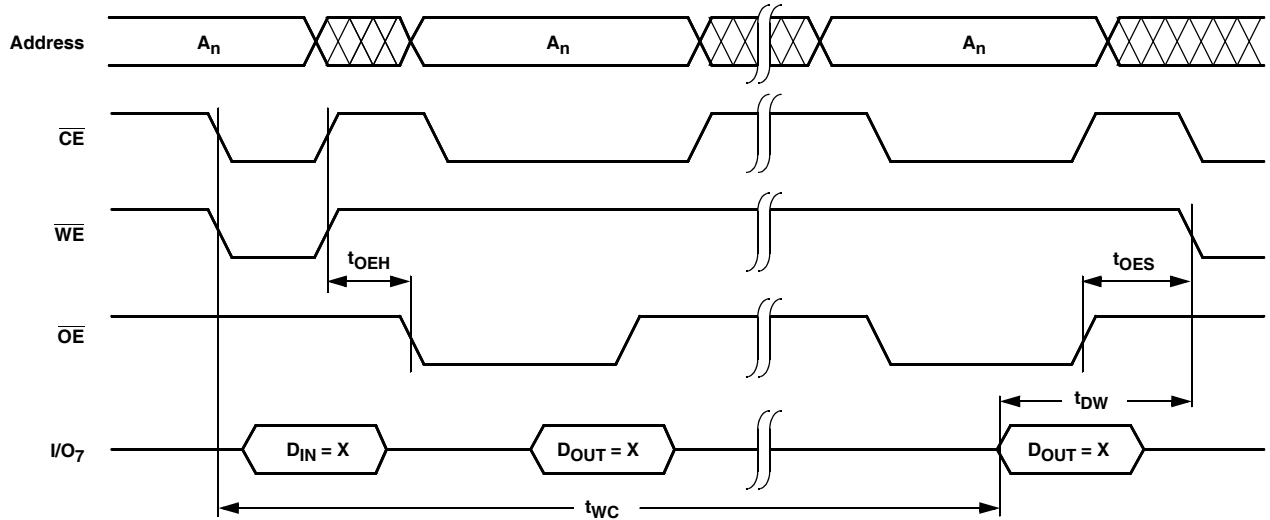 Address An An An
CE
WE
tOEH tOES
OE
tDW
I/O7 DIN = X DOUT = X DOUT = X
tWC